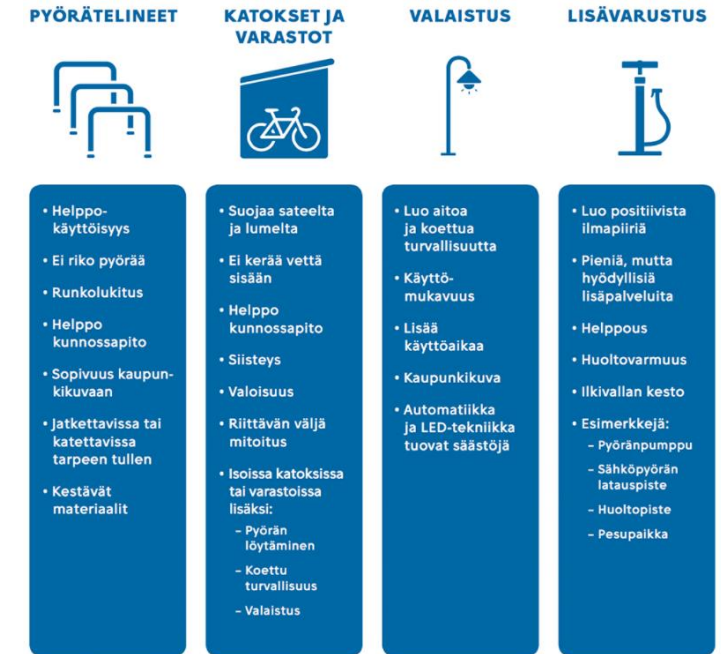 PYÖRÄTELINEET
• Helppo-
käyttöisyys
• Ei riko pyörää
• Runkolukitus
• Helppo
kunnossapito
• Sopivuus kaupun-
kikuvaan
• Jatkettavissa tai
katettavissa
tarpeen tullen
• Kestävät
materiaalit
KATOKSET JA
VARASTOT
• Suojaa sateelta
ja lumelta
• Ei kerää vettä
sisään
• Helppo
kunnossapito
• Siisteys
• Valoisuus
• Riittävän väljä
mitoitus
• Isoissa katoksissa
tai varastoissa
lisäksi:
– Pyörän
löytäminen
– Koettu
turvallisuus
– Valaistus
VALAISTUS
• Luo aitoa
ja koettua
turvallisuutta
• Käyttö-
mukavuus
• Lisää
käyttöaikaa
• Kaupunkikuva
• Automatiikka
ja LED-tekniikka
tuovat säästöjä
LISÄVARUSTUS
• Luo positiivista
ilmapiiriä
• Pieniä, mutta
hyödyllisiä
lisäpalveluita
• Helppous
• Huoltovarmuus
• Ilkivallan kesto
• Esimerkkejä:
– Pyöränpumppu
– Sähköpyörän
latauspiste
– Huoltopiste
– Pesupaikka